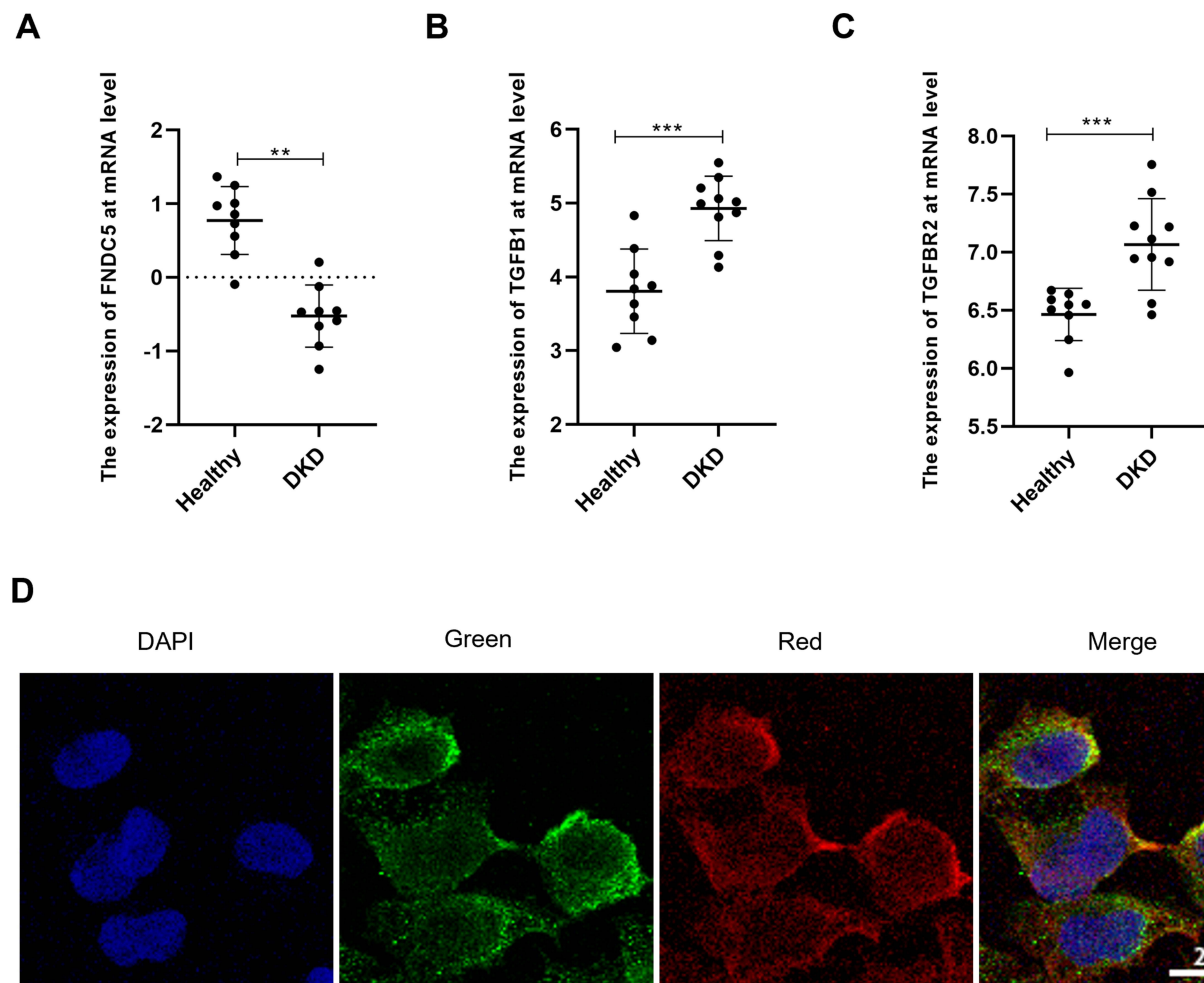 A
B
C
The expression of FNDC5 at mRNA level
2
1
0
-1
-2
**
Healthy
DKD
The expression of TGFB1 at mRNA level
6
5
4
3
2
***
Healthy
DKD
The expression of TGFBR2 at mRNA level
8.0
7.5
7.0
6.5
6.0
5.5
***
Healthy
DKD
D
DAPI
Green
Red
Merge